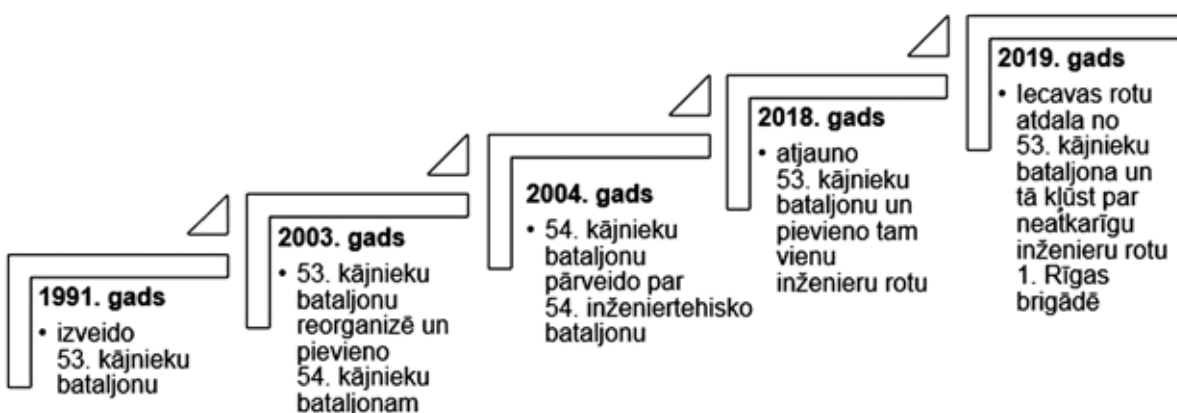 1991. gads
• izveido
53. kājnieku
bataljonu
2003. gads
• 53. kājnieku
bataljonu
reorganizē un
pievieno
54. kājnieku
bataljonam
2004. gads
• 54. kājnieku
bataljonu
pārveido par
54. inženiertehisko
bataljonu
2018. gads
• atjauno
53. kājnieku
bataljonu un
pievieno tam
vienu
inženieru rotu
2019. gads
• Iecavas rotu
atdala no
53. kājnieku
bataljona un
tā kļūst par
neatkarīgu
inženieru rotu
1. Rīgas
brigādē